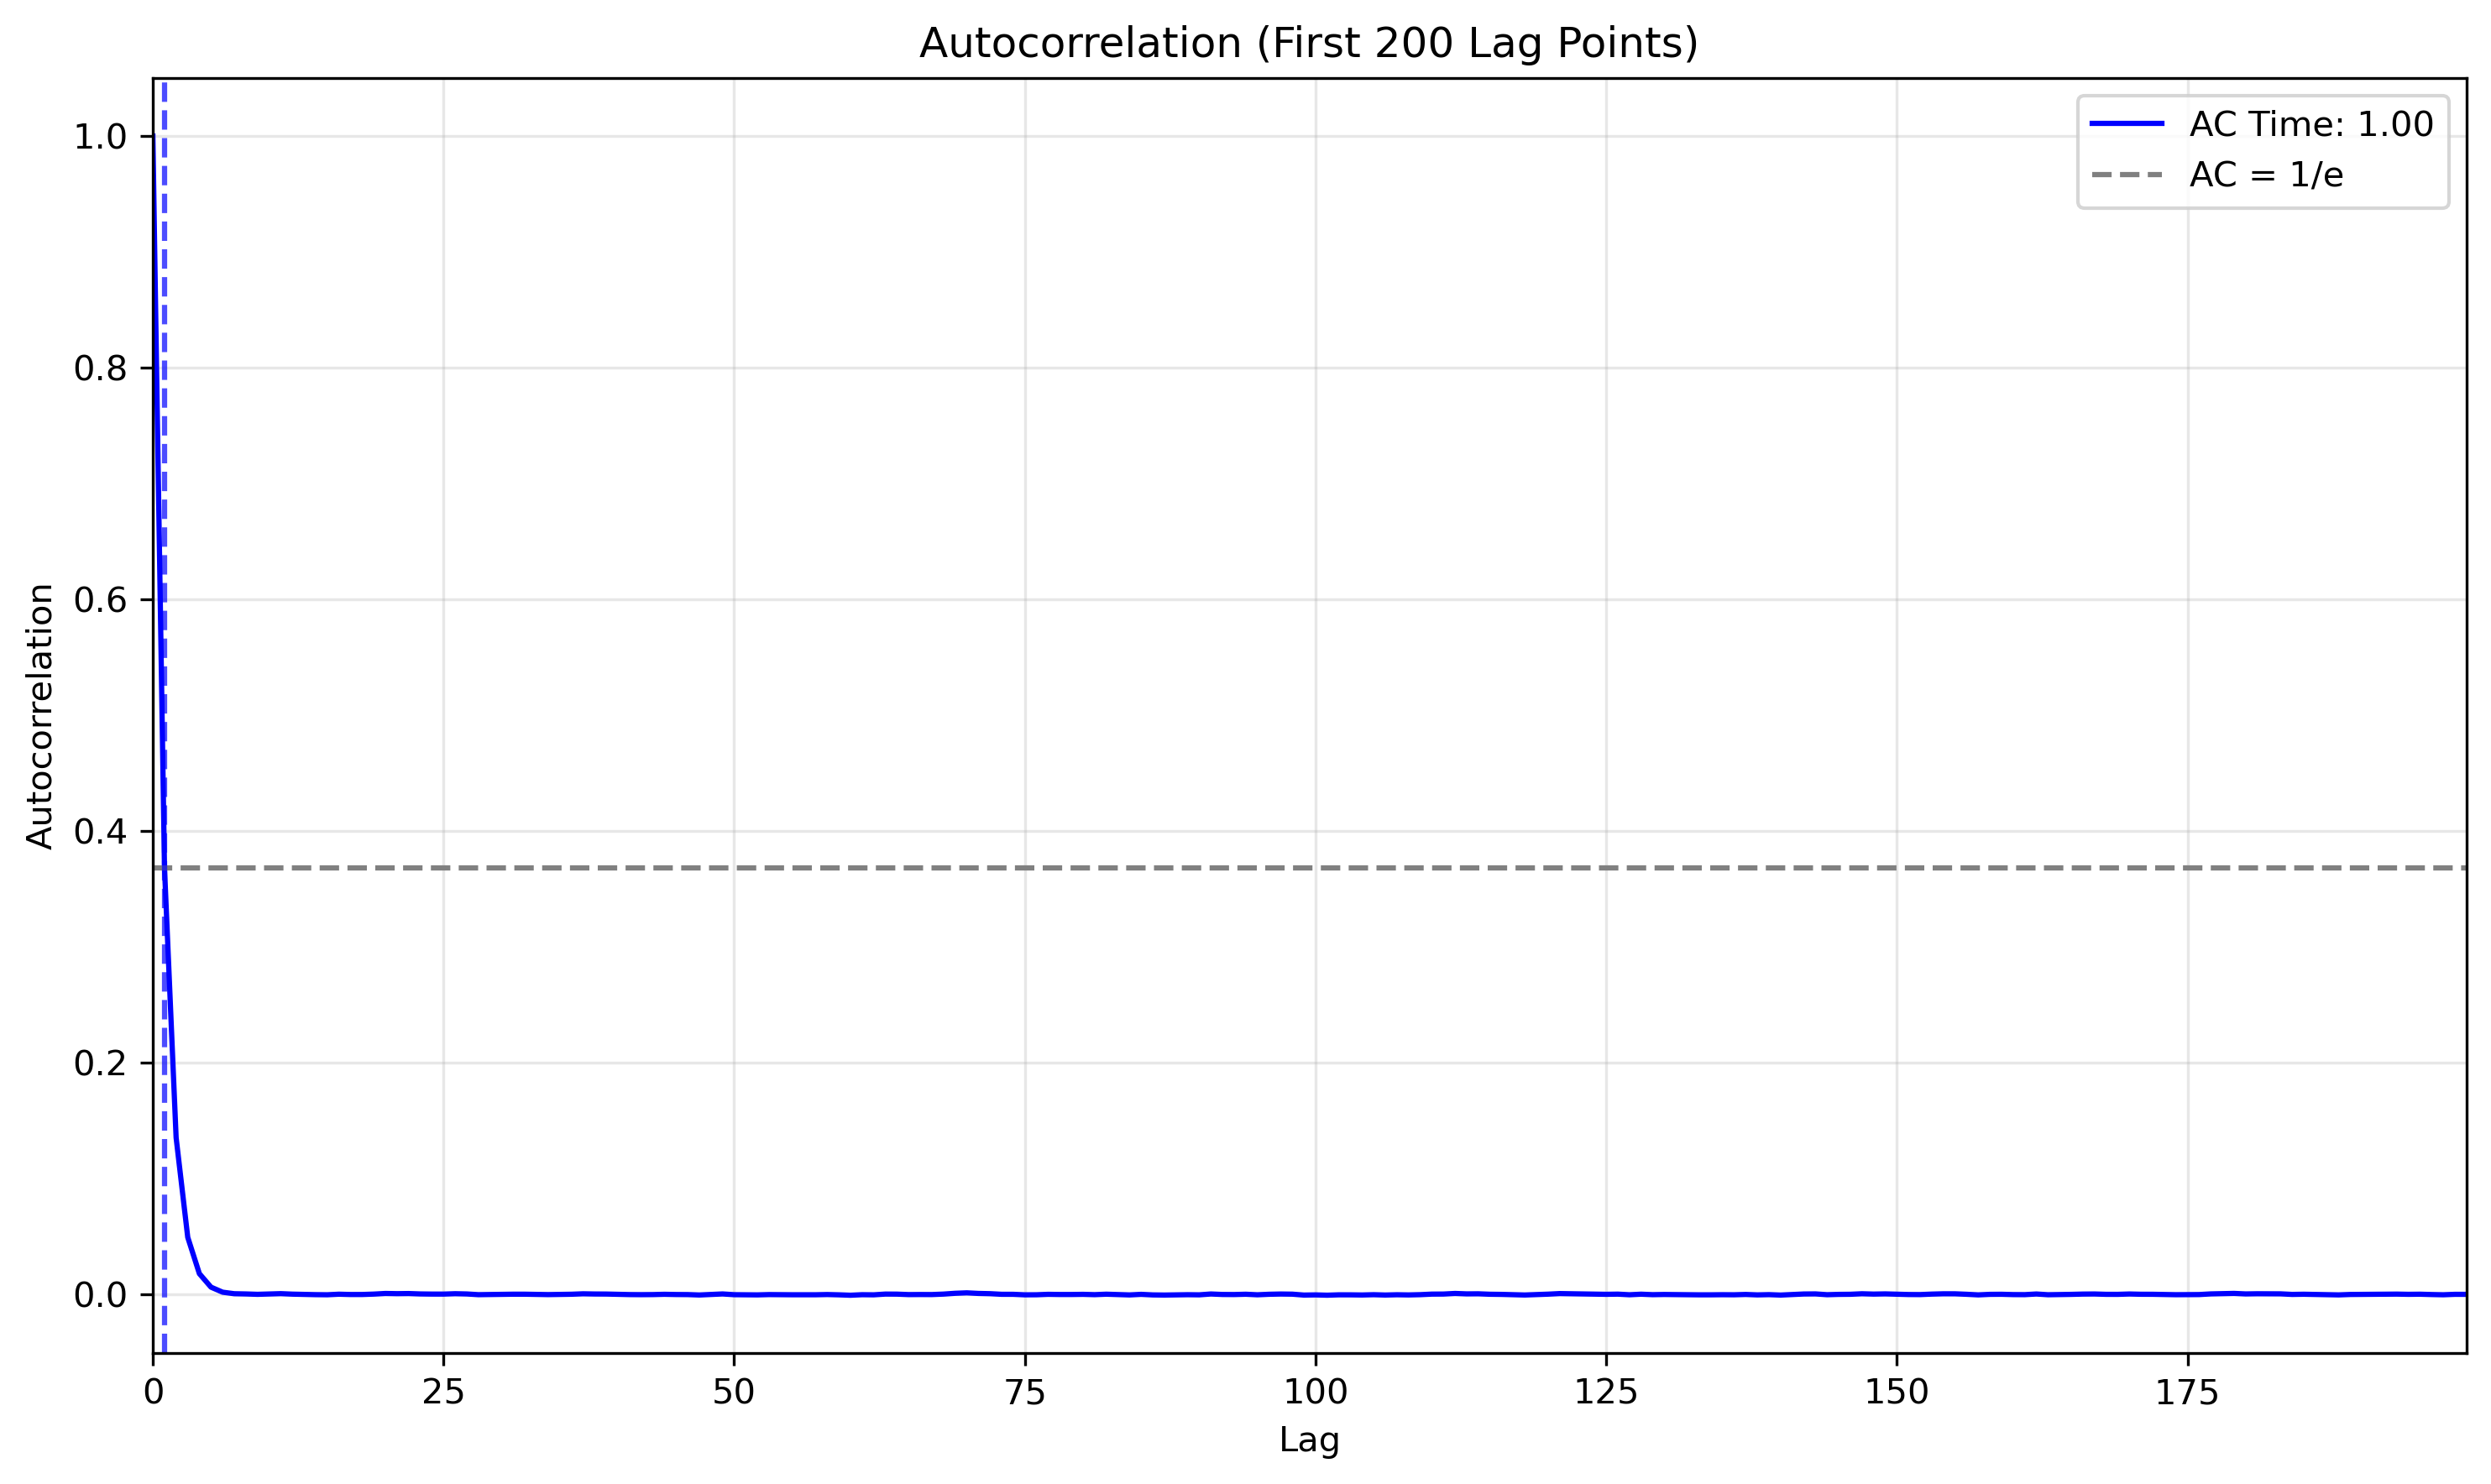 Autocorrelation (First 200 Lag Points)
AC Time: 1.00
AC = 1/e
Autocorrelation
1.0
0.8
0.6
0.4
0.2
0.0
0 25 50 75 100 125 150 175
Lag